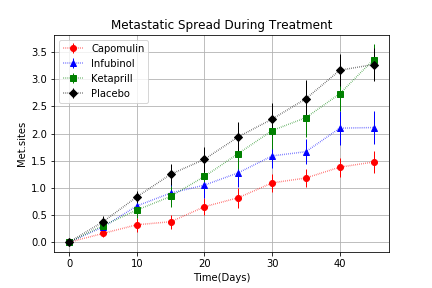 Metastatic Spread During Treatment
Capomulin
Infubinol
Ketaprill
Placebo
Met.sites
3.5
3.0
2.5
2.0
1.5
1.0
0.5
0.0
0 10 20 30 40
Time(Days)